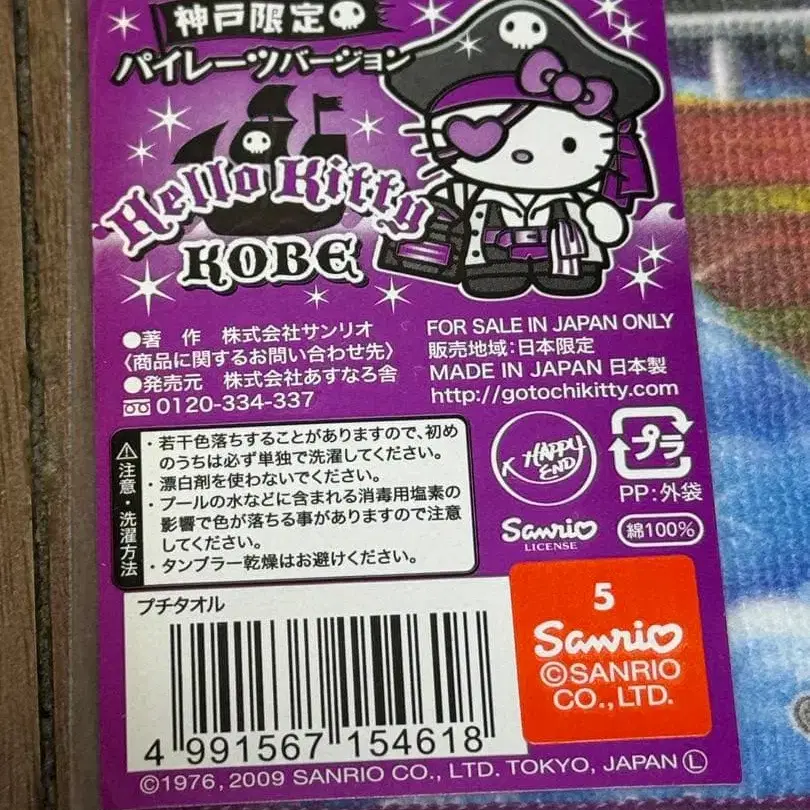 神戸限定
パイレーツバージョン
Hello Kitty
KOBE
●著 作 株式会社サンリオ
〈商品に関するお問い合わせ先〉
●発売元 株式会社あすなろ舎
0120-334-337
FOR SALE IN JAPAN ONLY
販売地域:日本限定
MADE IN JAPAN 日本製
http://gotochikitty.com/
注意・洗濯方法
・若干色落ちすることがありますので、初め
のうちは必ず単独で洗濯してください。
・漂白剤を使わないでください。
・プールの水などに含まれる消毒用塩素の
影響で色が落ちる事がありますので注意
してください。
・タンブラー乾燥はお避けください。
HAPPY
END
プラ
PP:外袋
Sanrio
LICENSE
綿100%
プチタオル
4 991567 154618
5
Sanrio
©SANRIO
CO.,LTD.
©1976, 2009 SANRIO CO., LTD. TOKYO, JAPAN Ⓛ